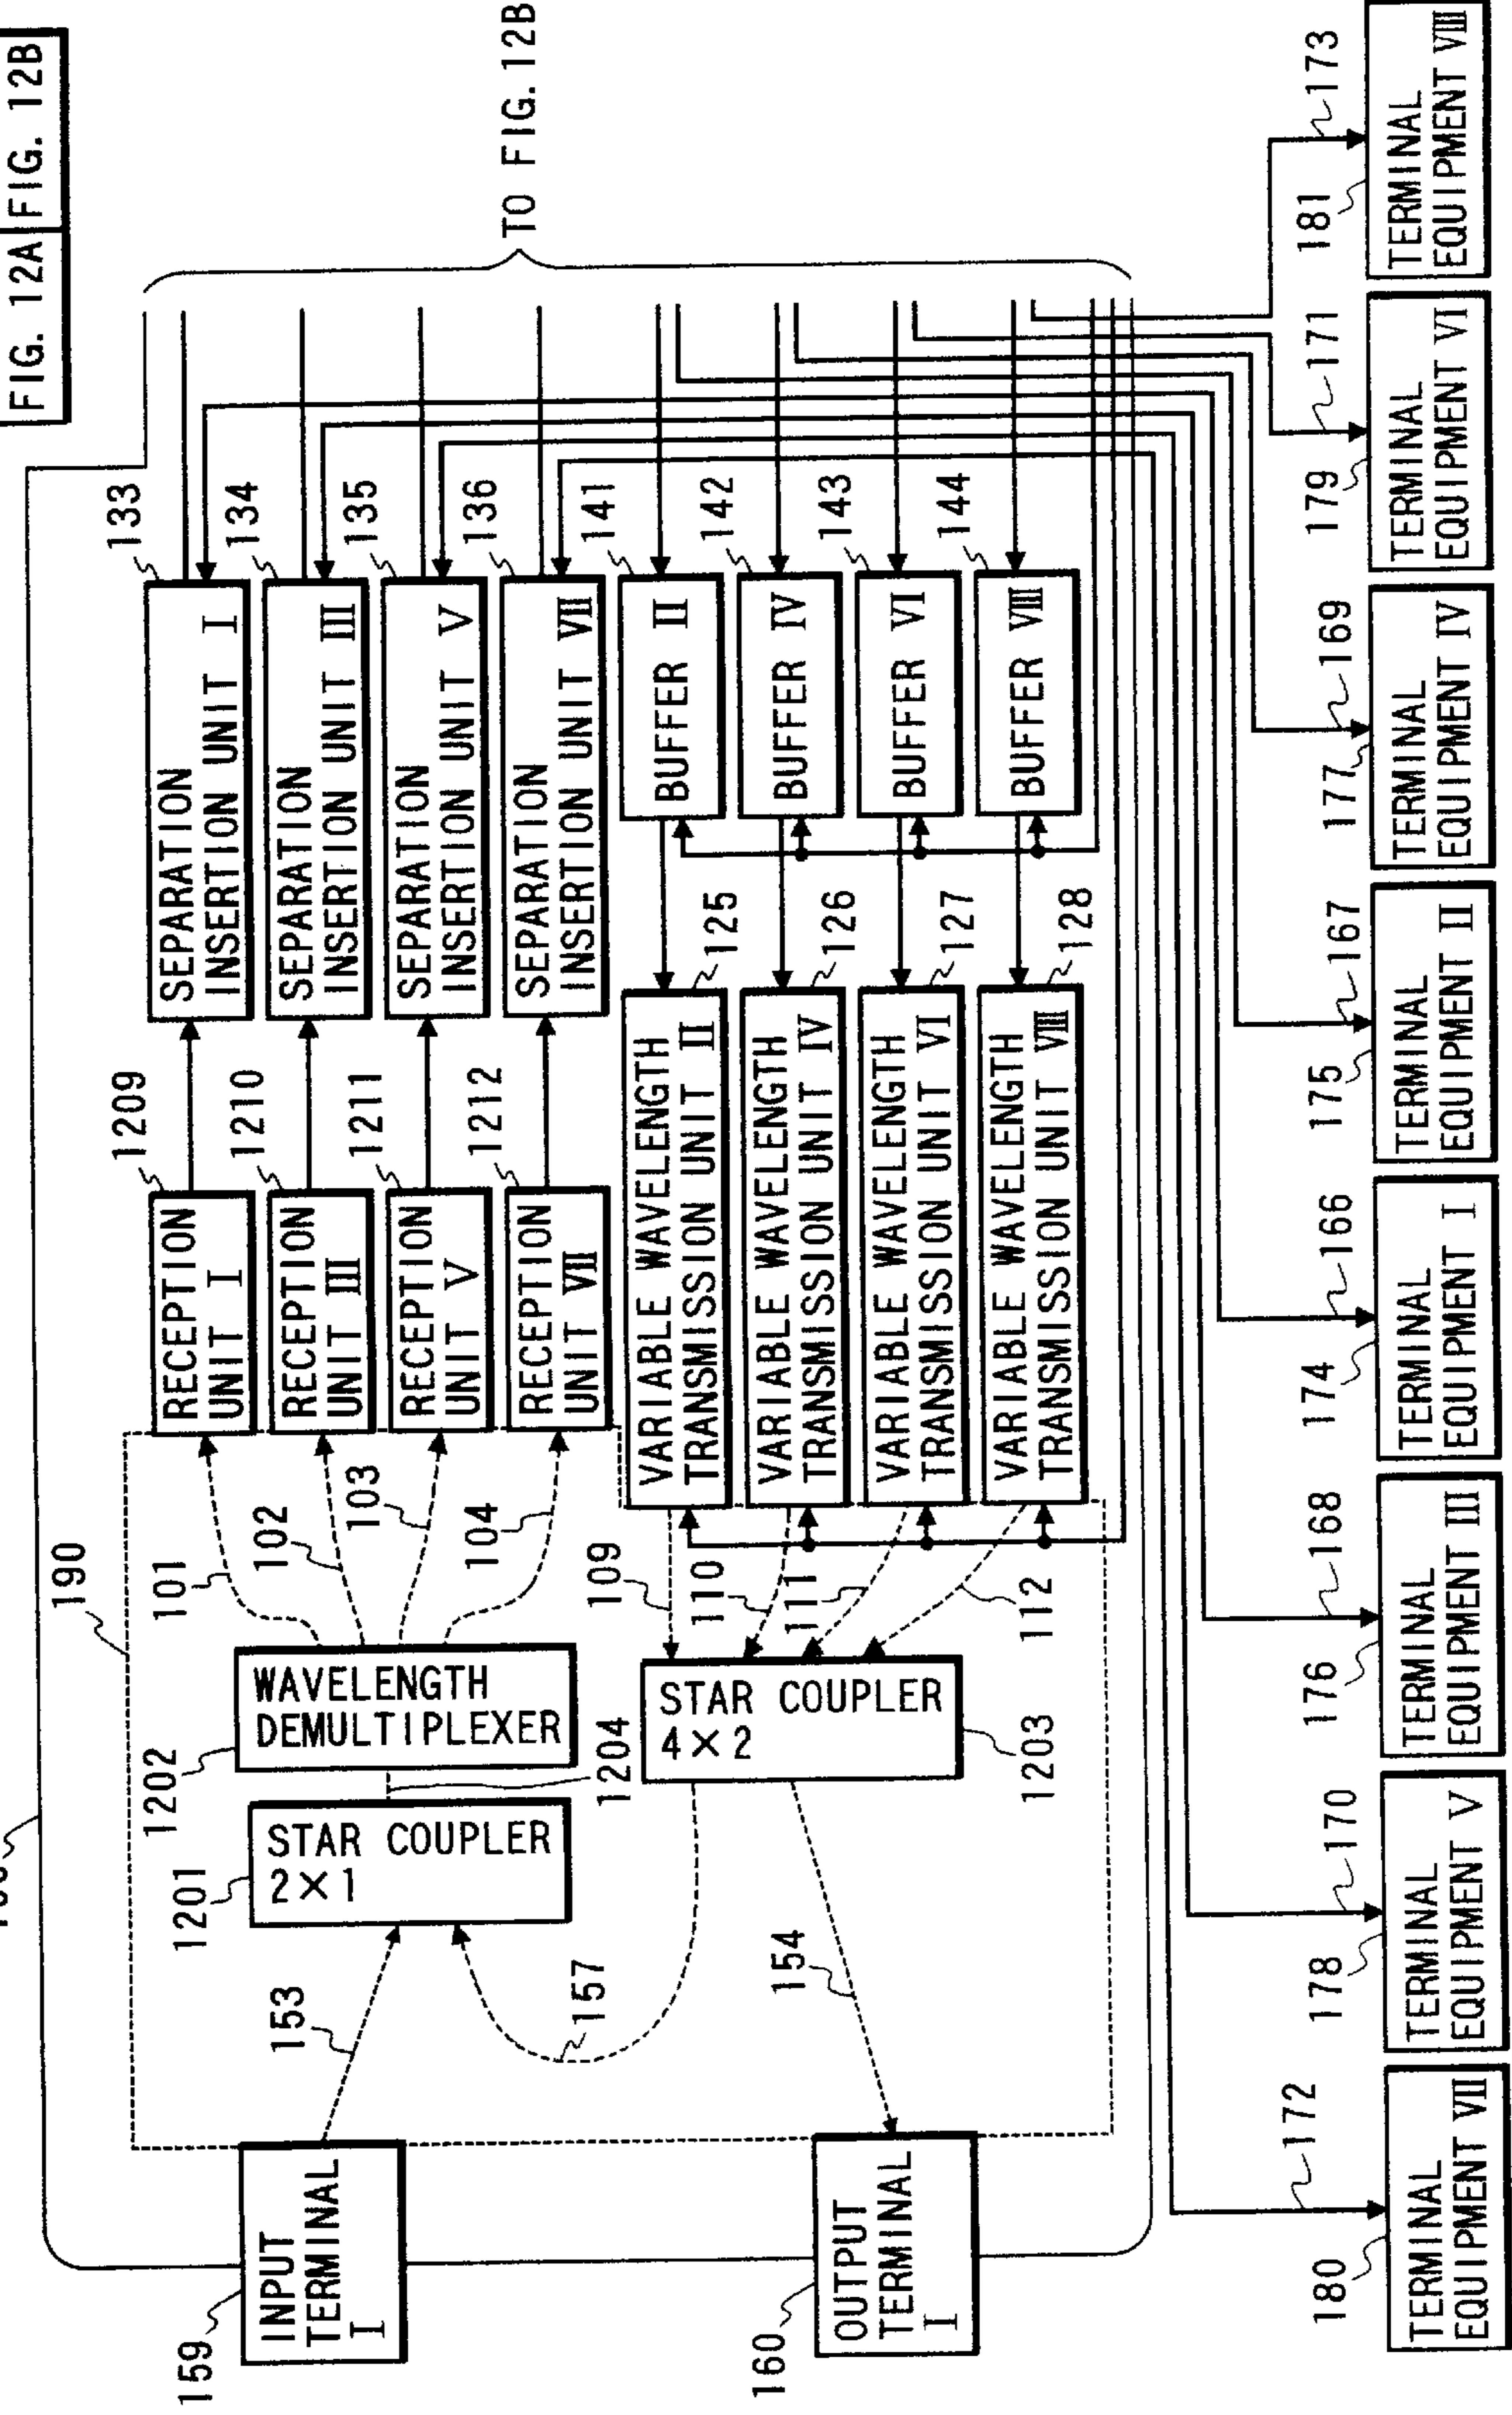 FIG. 12A FIG. 12B
TO FIG. 12B
190
159
INPUT
TERMINAL
I
160
OUTPUT
TERMINAL
I
153
157
154
1201
STAR COUPLER
2×1
1202
WAVELENGTH
DEMULTIPLEXER
1204
STAR COUPLER
4×2
1203
101
102
103
104
109
110
111
112
1209
RECEPTION
UNIT I
1210
RECEPTION
UNIT III
1211
RECEPTION
UNIT V
1212
RECEPTION
UNIT VII
133
SEPARATION
INSERTION UNIT I
134
SEPARATION
INSERTION UNIT III
135
SEPARATION
INSERTION UNIT V
136
SEPARATION
INSERTION UNIT VII
125
VARIABLE WAVELENGTH
TRANSMISSION UNIT II
126
VARIABLE WAVELENGTH
TRANSMISSION UNIT IV
127
VARIABLE WAVELENGTH
TRANSMISSION UNIT VI
128
VARIABLE WAVELENGTH
TRANSMISSION UNIT VIII
141
BUFFER II
142
BUFFER IV
143
BUFFER VI
144
BUFFER VIII
180
172
TERMINAL
EQUIPMENT VII
178
170
TERMINAL
EQUIPMENT V
176
168
TERMINAL
EQUIPMENT III
174
166
TERMINAL
EQUIPMENT I
175
167
TERMINAL
EQUIPMENT II
177
169
TERMINAL
EQUIPMENT IV
179
171
TERMINAL
EQUIPMENT VI
181
173
TERMINAL
EQUIPMENT VIII